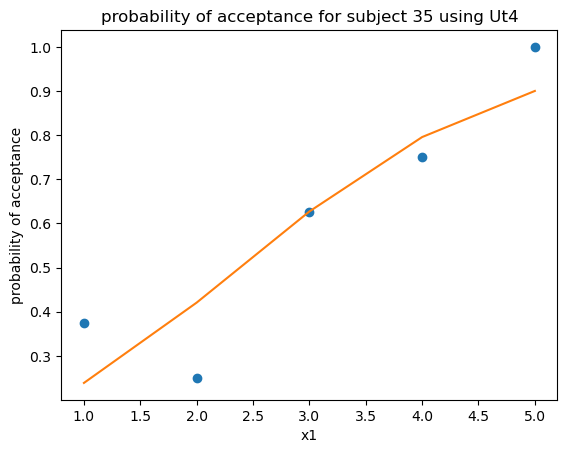 probability of acceptance for subject 35 using Ut4
1.0
0.9
0.8
0.7
0.6
0.5
0.4
0.3
probability of acceptance
1.0 1.5 2.0 2.5 3.0 3.5 4.0 4.5 5.0
x1